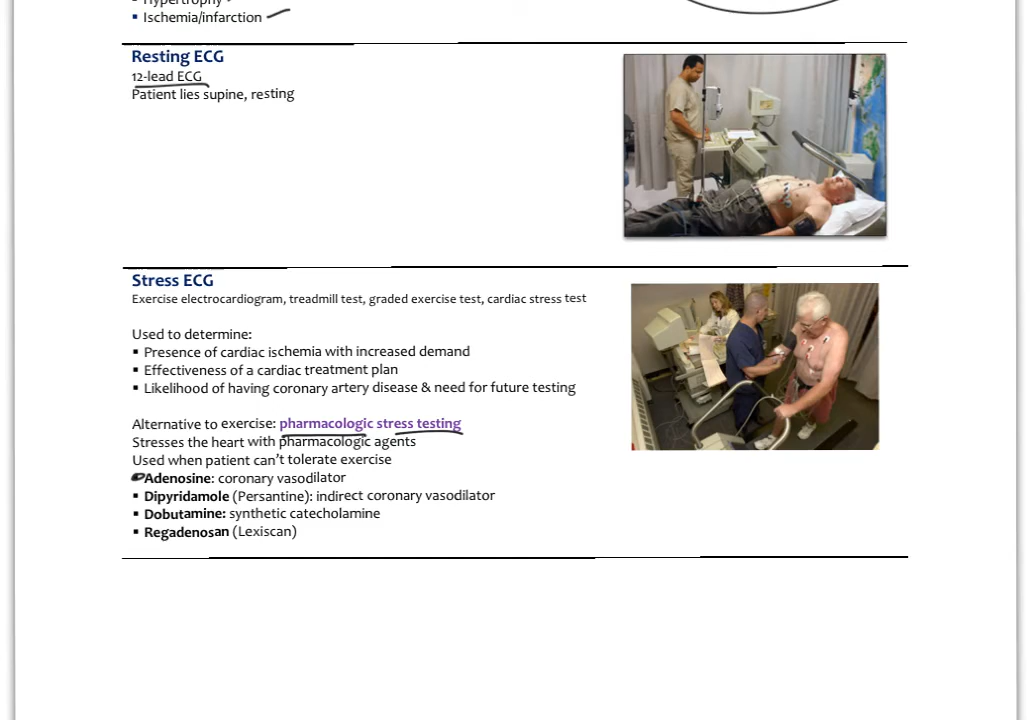 Hypertrophy
▪ Ischemia/infarction
Resting ECG
12-lead ECG
Patient lies supine, resting
Stress ECG
Exercise electrocardiogram, treadmill test, graded exercise test, cardiac stress test
Used to determine:
▪ Presence of cardiac ischemia with increased demand
▪ Effectiveness of a cardiac treatment plan
▪ Likelihood of having coronary artery disease & need for future testing
Alternative to exercise: pharmacologic stress testing
Stresses the heart with pharmacologic agents
Used when patient can't tolerate exercise
Adenosine: coronary vasodilator
▪ Dipyridamole (Persantine): indirect coronary vasodilator
▪ Dobutamine: synthetic catecholamine
▪ Regadenosan (Lexiscan)